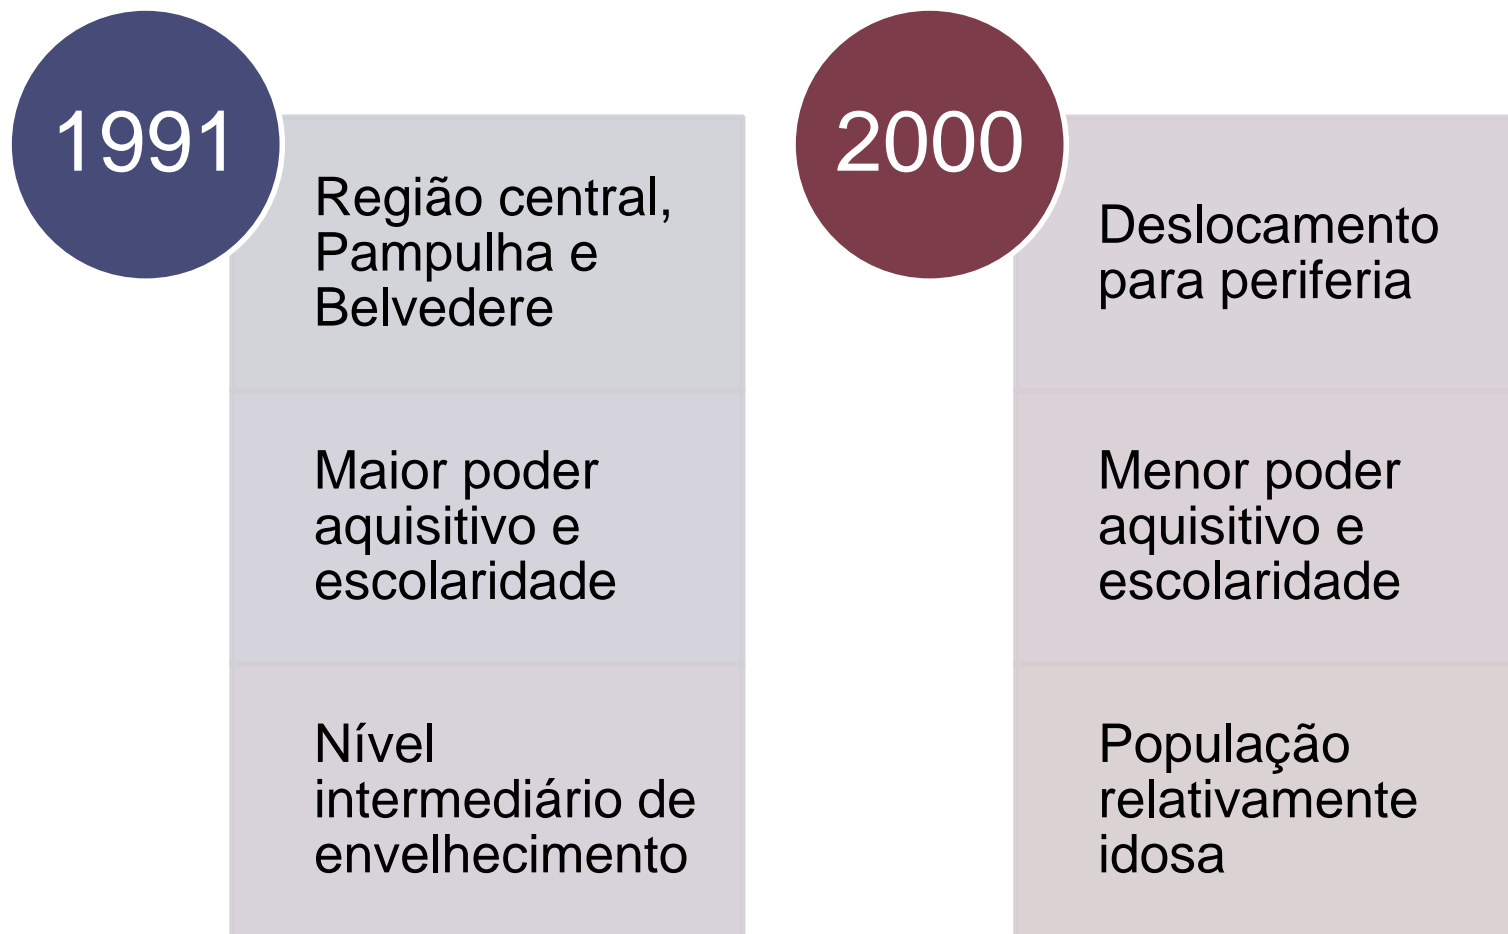 1991
Região central,
Pampulha e
Belvedere
Maior poder
aquisitivo e
escolaridade
Nível
intermediário de
envelhecimento
2000
Deslocamento
para periferia
Menor poder
aquisitivo e
escolaridade
População
relativamente
idosa